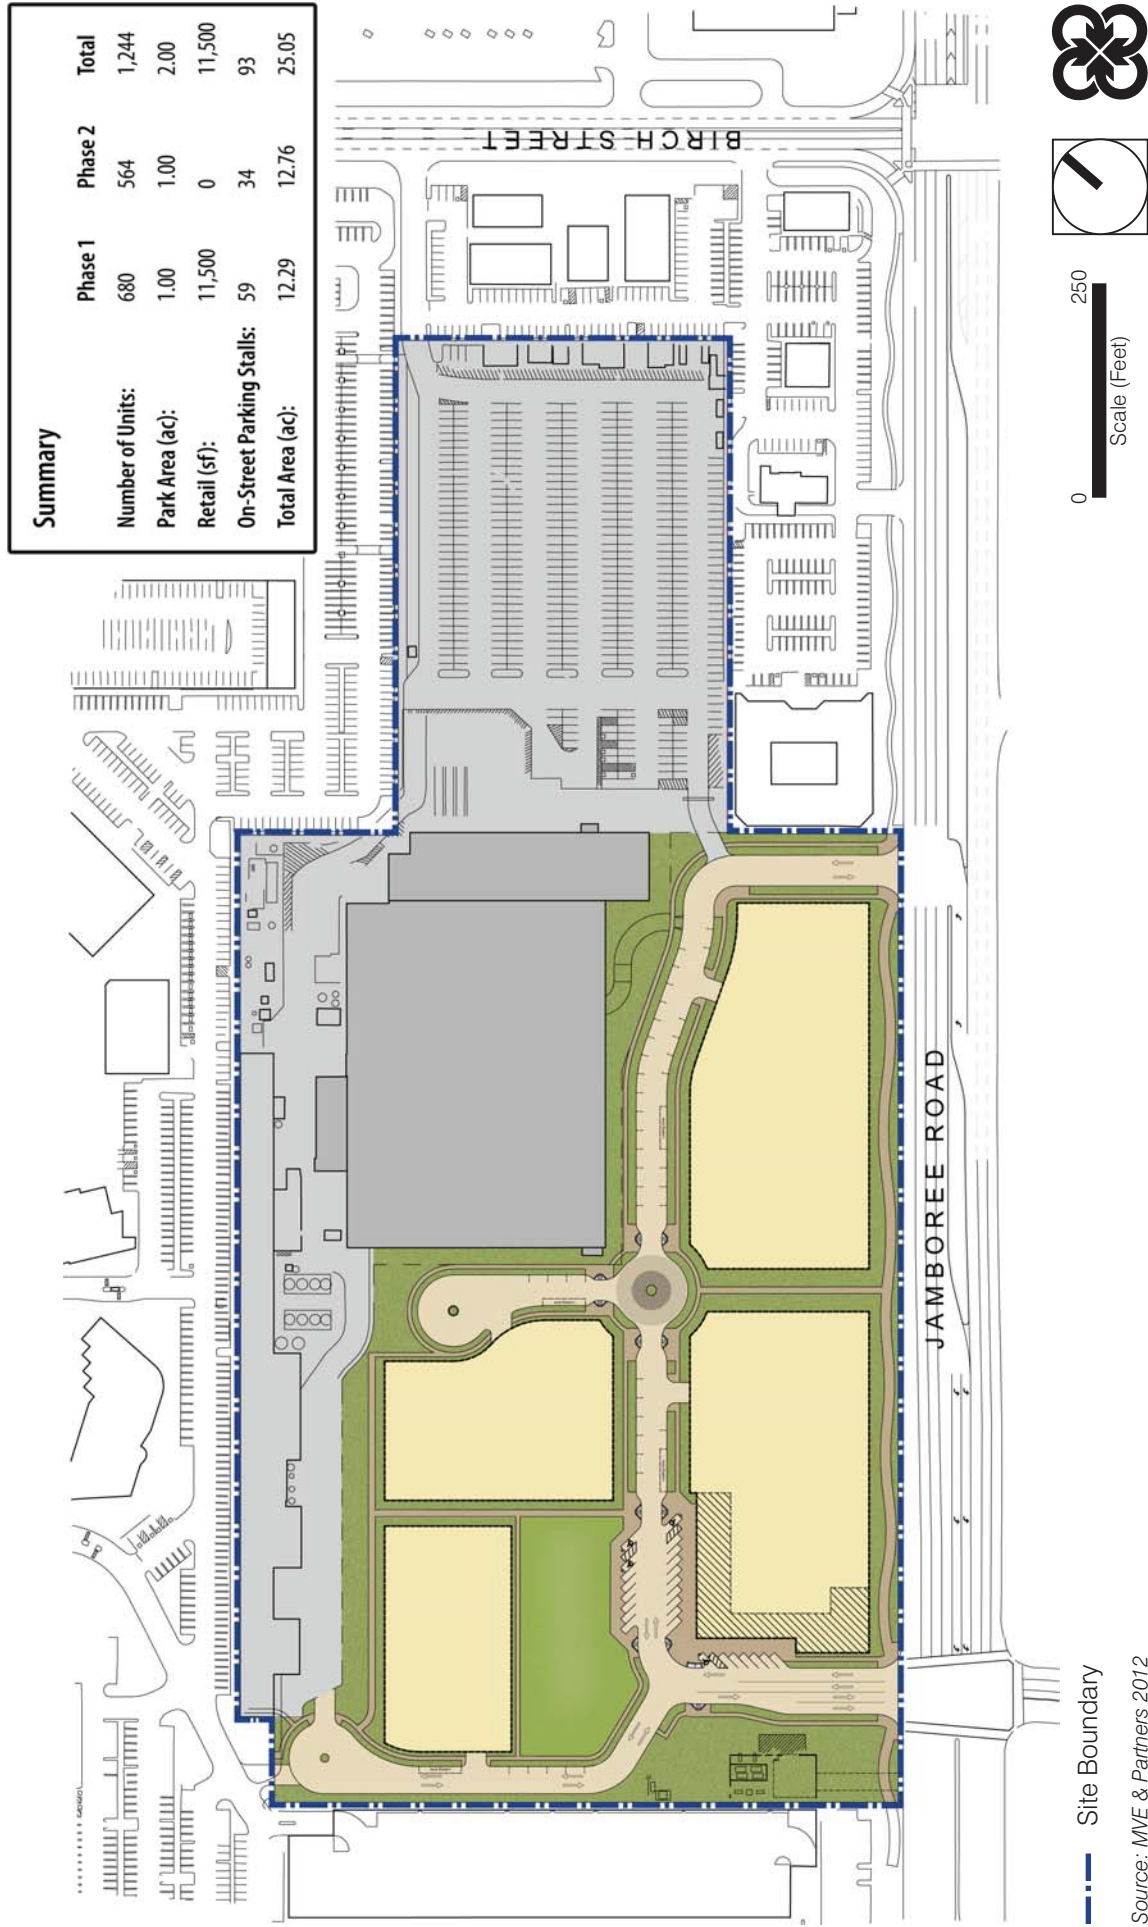 Summary
Phase 1 Phase 2 Total
Number of Units: 680 564 1,244
Park Area (ac): 1.00 1.00 2.00
Retail (sf): 11,500 0 11,500
On-Street Parking Stalls: 59 34 93
Total Area (ac): 12.29 12.76 25.05
BIRCH STREET
JAMBOREE ROAD
Site Boundary
0 250
Scale (Feet)
Source: MVE & Partners 2012